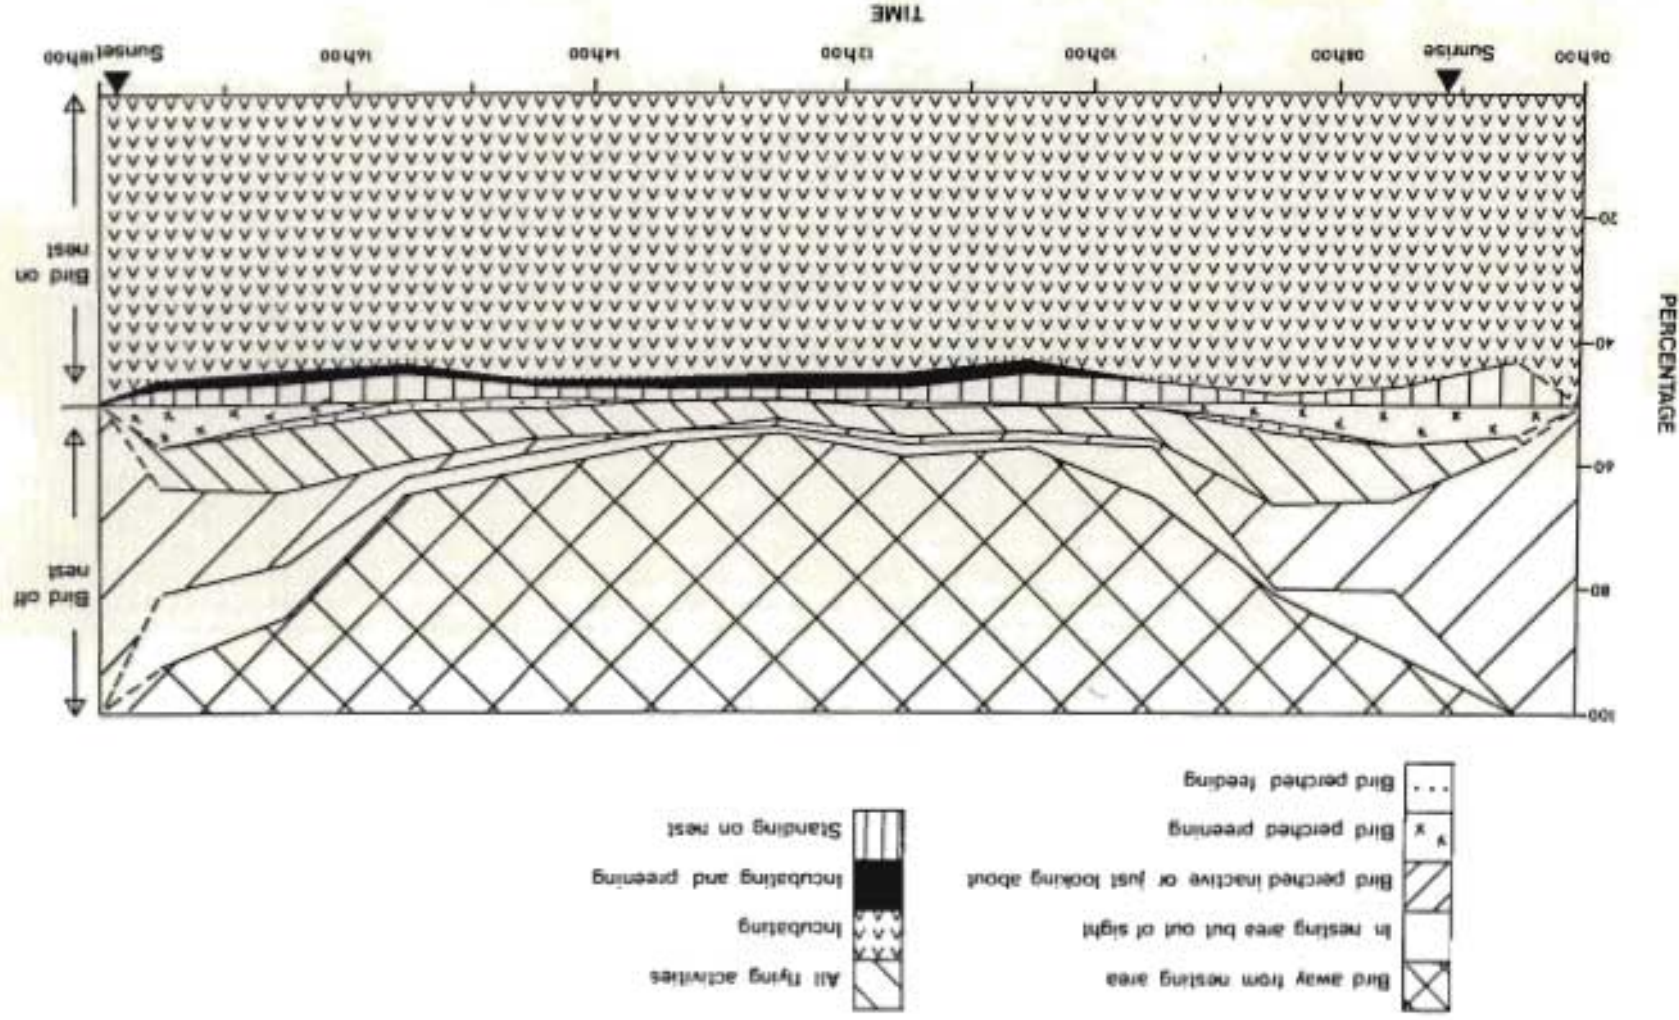 Bird away from nesting area
In nesting area but out of sight
Bird perched inactive or just looking about
Bird perched preening
Bird perched feeding
All flying activities
Incubating
Incubating and preening
Standing on nest
100
80
60
40
20
PERCENTAGE
Bird off
nest
Bird on
nest
06h00
Sunrise
08h00
10h00
12h00
14h00
16h00
Sunset
18h00
TIME